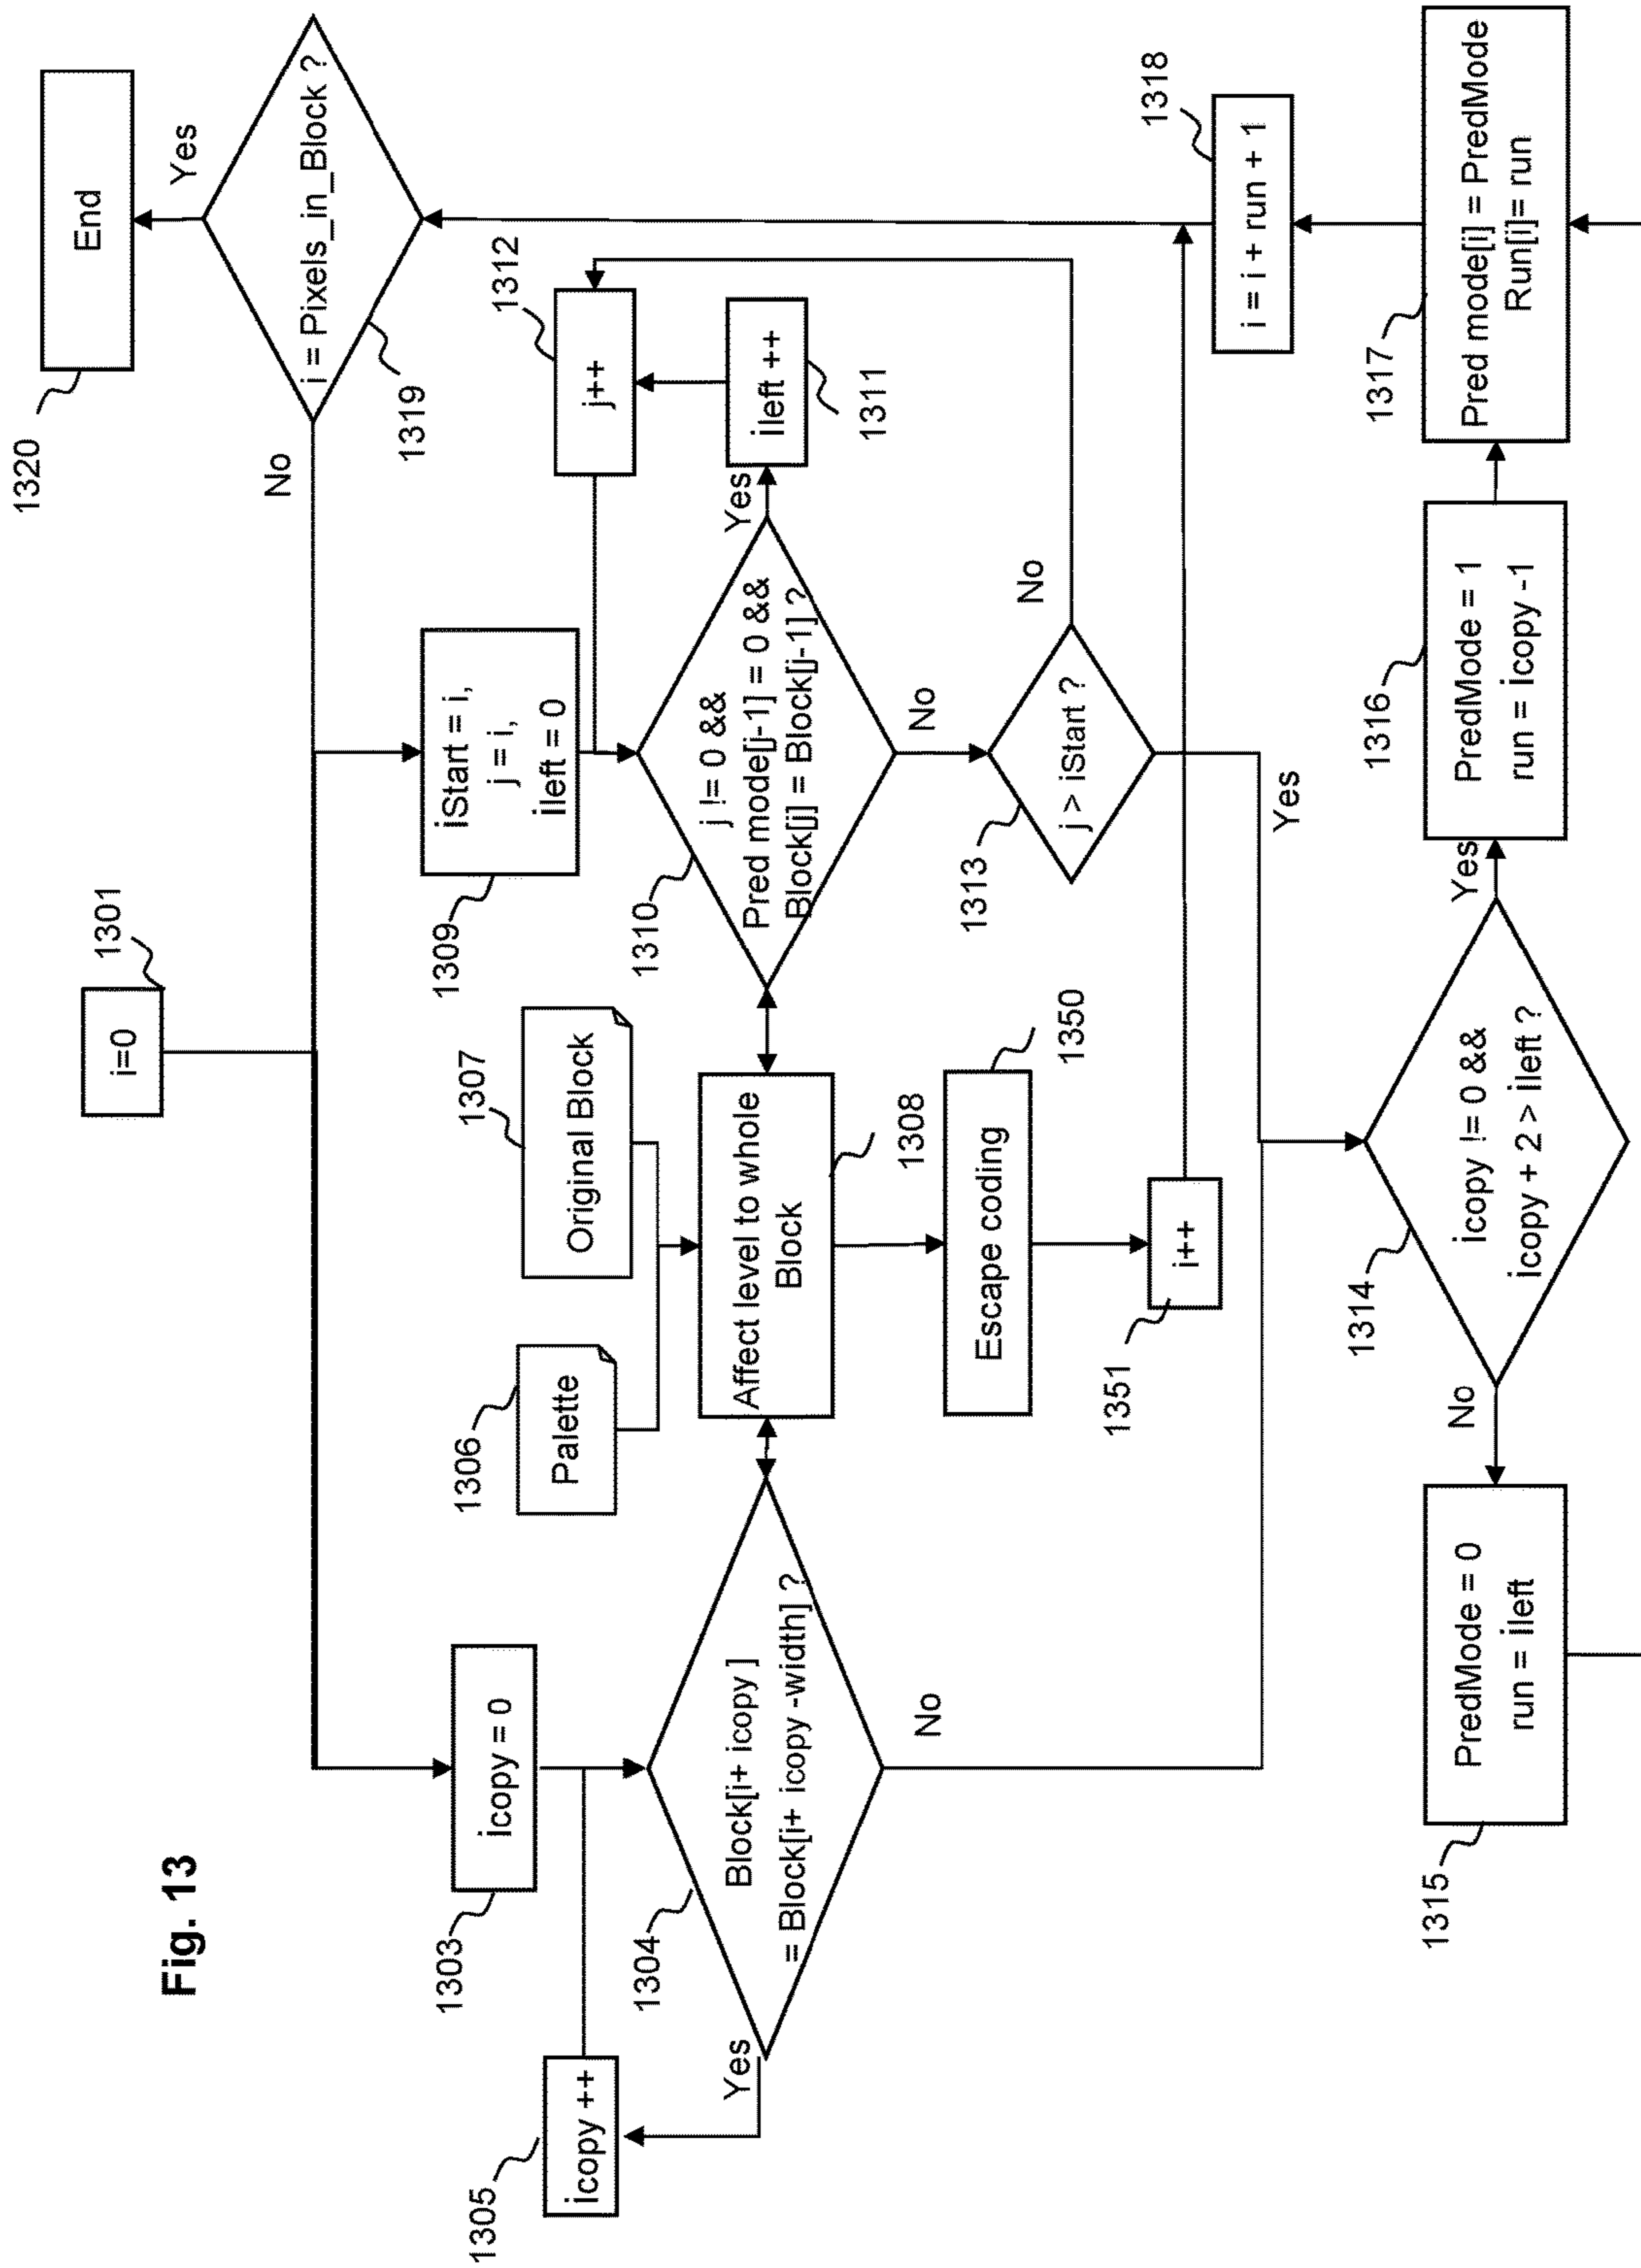 Fig. 13
1301
i=0
1320
End
Yes
i = Pixels_in_Block ?
1319
No
1303
icopy = 0
1305
icopy ++
1304
Block[i+ icopy ]
= Block[i+ icopy -width] ?
Yes
No
1306
Palette
1307
Original Block
Affect level to whole
Block
1308
Escape coding
1350
i++
1351
1309
iStart = i,
j = i,
ileft = 0
1312
j++
1310
j != 0 &&
Pred mode[j-1] = 0 &&
Block[j] = Block[j-1] ?
Yes
ileft ++
1311
No
1313
j > iStart ?
No
Yes
1314
icopy != 0 &&
icopy + 2 > ileft ?
No
Yes
1315
PredMode = 0
run = ileft
1316
PredMode = 1
run = icopy -1
1317
Pred mode[i] = PredMode
Run[i]= run
1318
i = i + run + 1